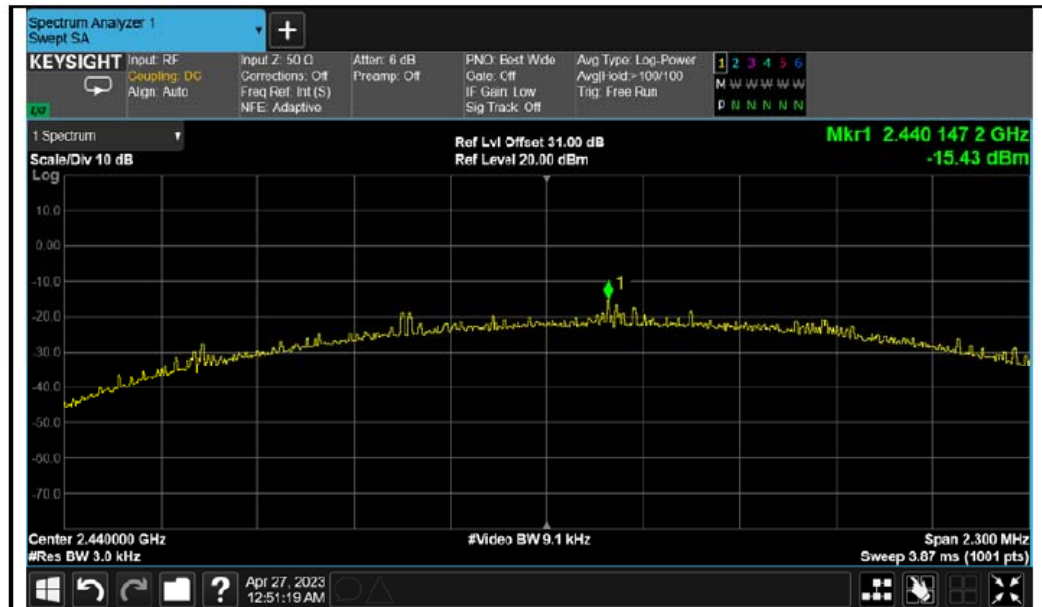 Spectrum Analyzer 1
Swept SA
+
KEYSIGHT
Input: RF
Coupling: DC
Align: Auto
Input Z: 50 Ω
Corrections: Off
Freq Ref: Int (S)
NFE: Adaptive
Atten: 6 dB
Preamp: Off
PNO: Best Wide
Gate: Off
IF Gain: Low
Sig Track: Off
Avg Type: Log-Power
Avg|Hold:>100/100
Trig: Free Run
1 2 3 4 5 6
M W W W W W
P N N N N N
LXI
1 Spectrum
Scale/Div 10 dB
Ref Lvl Offset 31.00 dB
Ref Level 20.00 dBm
Mkr1 2.440 147 2 GHz
-15.43 dBm
Log
10.0
0.00
-10.0
1
-20.0
-30.0
-40.0
-50.0
-60.0
-70.0
Center 2.440000 GHz
#Video BW 9.1 kHz
Span 2.300 MHz
#Res BW 3.0 kHz
Sweep 3.87 ms (1001 pts)
?
Apr 27, 2023
12:51:19 AM